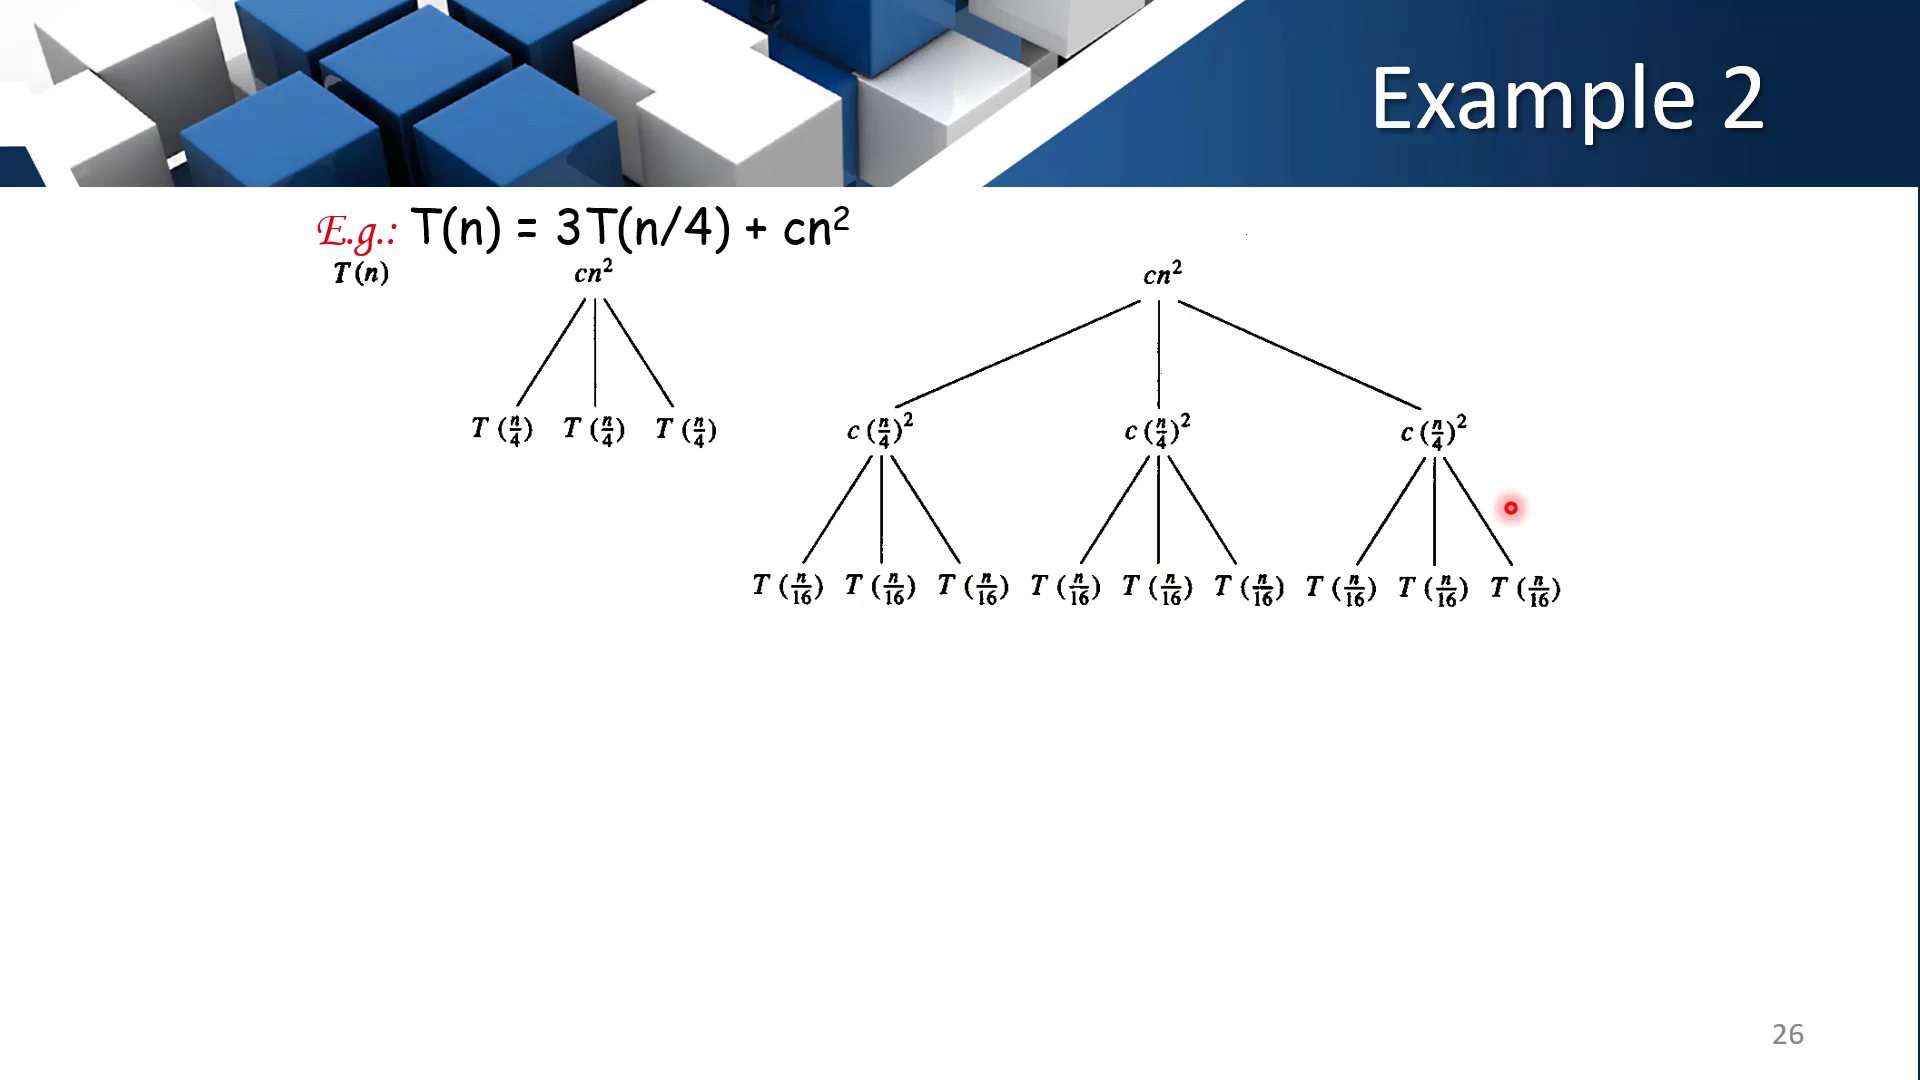 Example 2
E.g.: T(n) = 3T(n/4) + cn²
T(n)
cn²
T(n/4) T(n/4) T(n/4)
cn²
c(n/4)² c(n/4)² c(n/4)²
T(n/16) T(n/16) T(n/16) T(n/16) T(n/16) T(n/16) T(n/16) T(n/16) T(n/16)
26